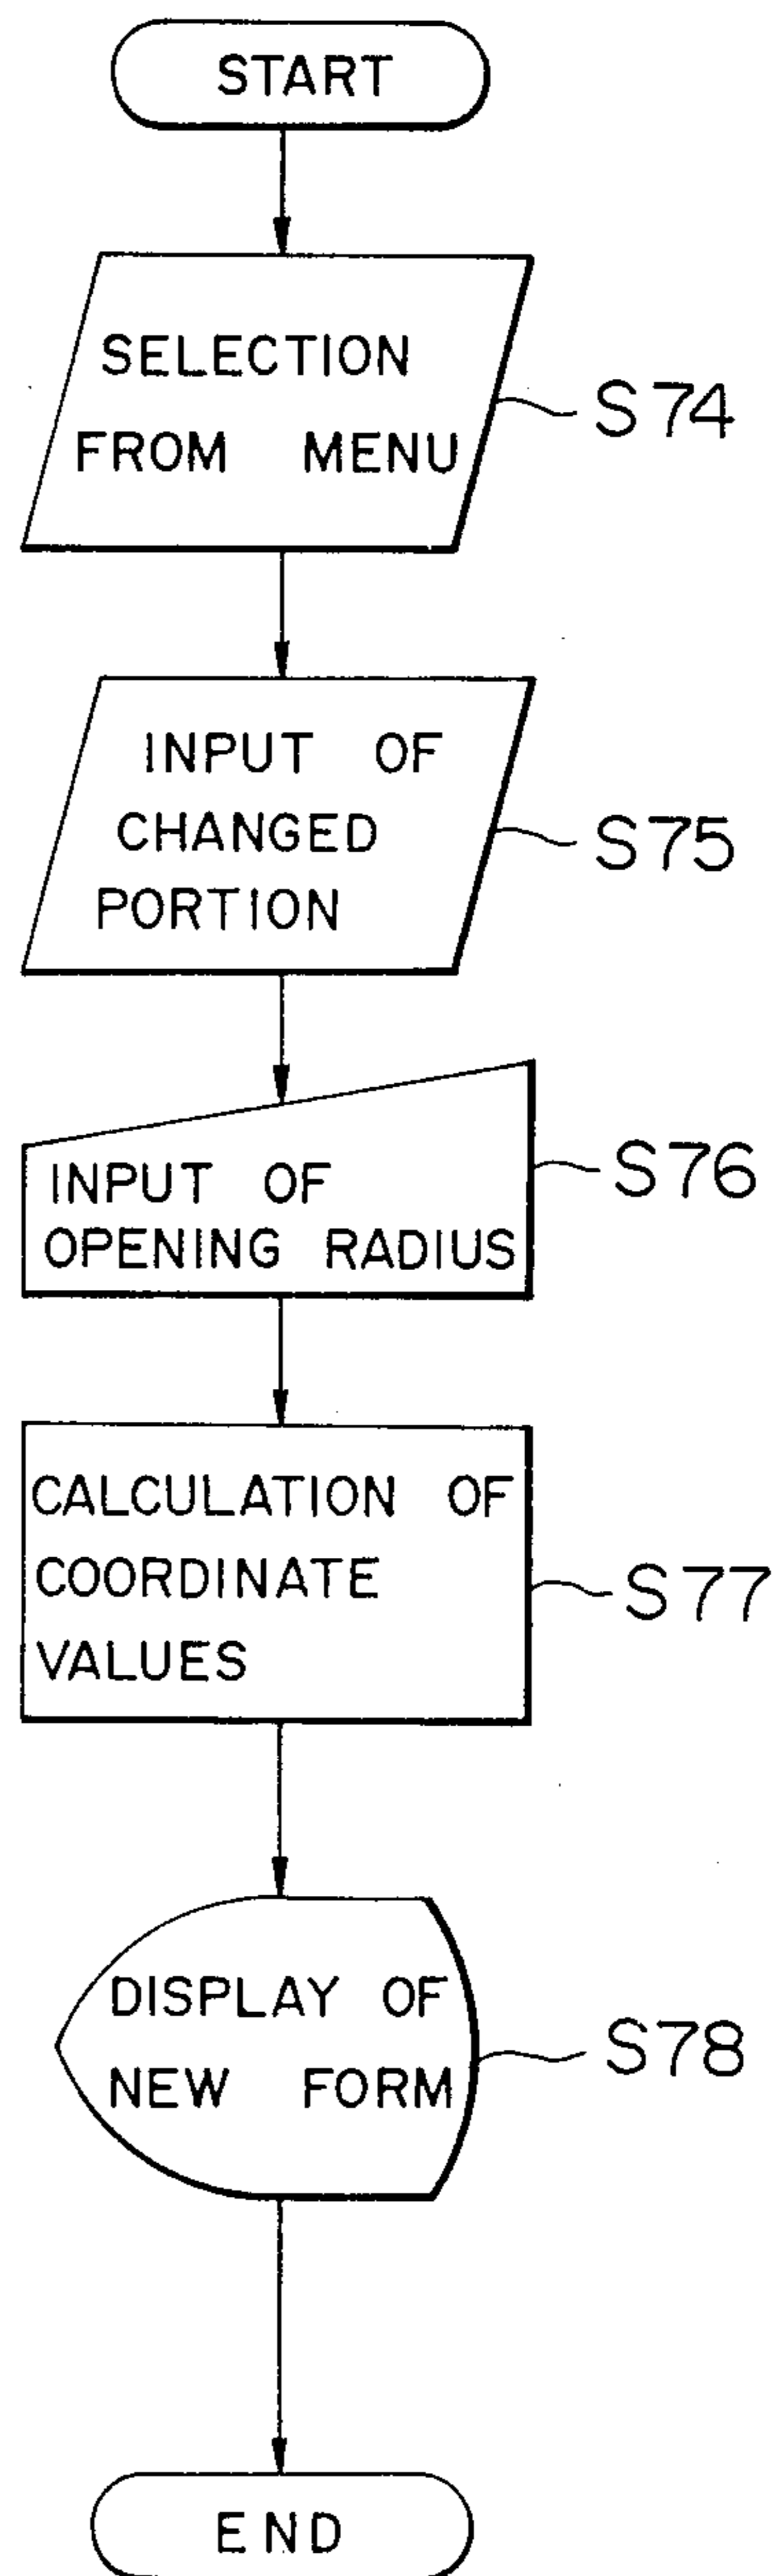 START
SELECTION
FROM MENU
S74
INPUT OF
CHANGED
PORTION
S75
INPUT OF
OPENING RADIUS
S76
CALCULATION OF
COORDINATE
VALUES
S77
DISPLAY OF
NEW FORM
S78
END